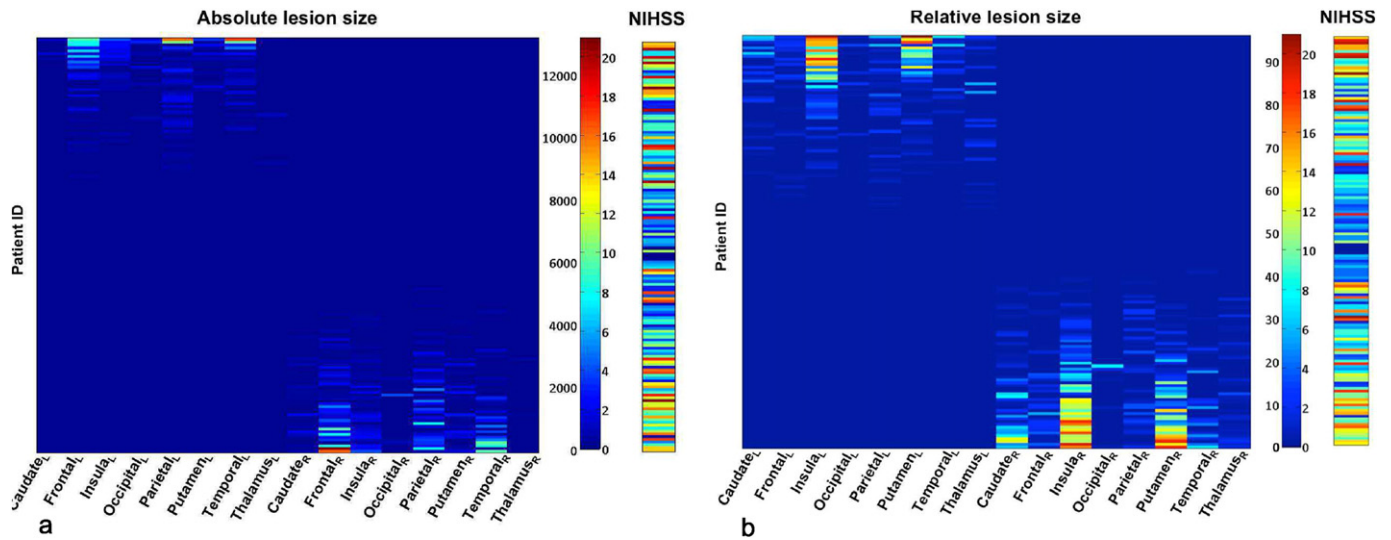 Absolute lesion size
NIHSS
Relative lesion size
NIHSS
Patient ID
12000
10000
8000
6000
4000
2000
0
20
18
16
14
12
10
8
6
4
2
0
CaudateL
FrontalL
InsulaL
OccipitalL
ParietalL
PutamenL
TemporalL
ThalamusL
CaudateR
FrontalR
InsulaR
OccipitalR
ParietalR
PutamenR
TemporalR
ThalamusR
a
Patient ID
90
80
70
60
50
40
30
20
10
0
20
18
16
14
12
10
8
6
4
2
0
CaudateL
FrontalL
InsulaL
OccipitalL
ParietalL
PutamenL
TemporalL
ThalamusL
CaudateR
FrontalR
InsulaR
OccipitalR
ParietalR
PutamenR
TemporalR
ThalamusR
b